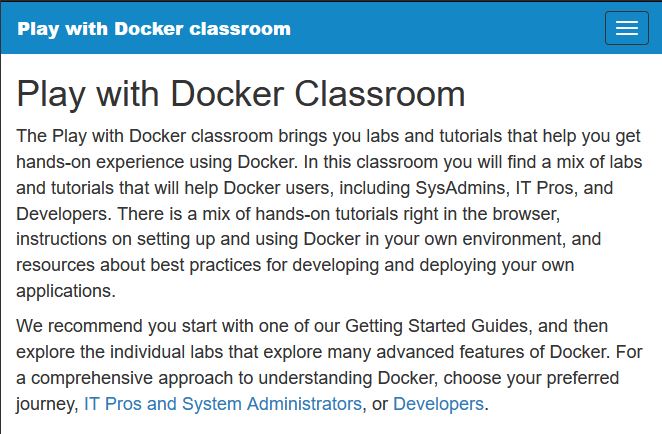 Play with Docker classroom
Play with Docker Classroom
The Play with Docker classroom brings you labs and tutorials that help you get
hands-on experience using Docker. In this classroom you will find a mix of labs
and tutorials that will help Docker users, including SysAdmins, IT Pros, and
Developers. There is a mix of hands-on tutorials right in the browser,
instructions on setting up and using Docker in your own environment, and
resources about best practices for developing and deploying your own
applications.
We recommend you start with one of our Getting Started Guides, and then
explore the individual labs that explore many advanced features of Docker. For
a comprehensive approach to understanding Docker, choose your preferred
journey, IT Pros and System Administrators, or Developers.